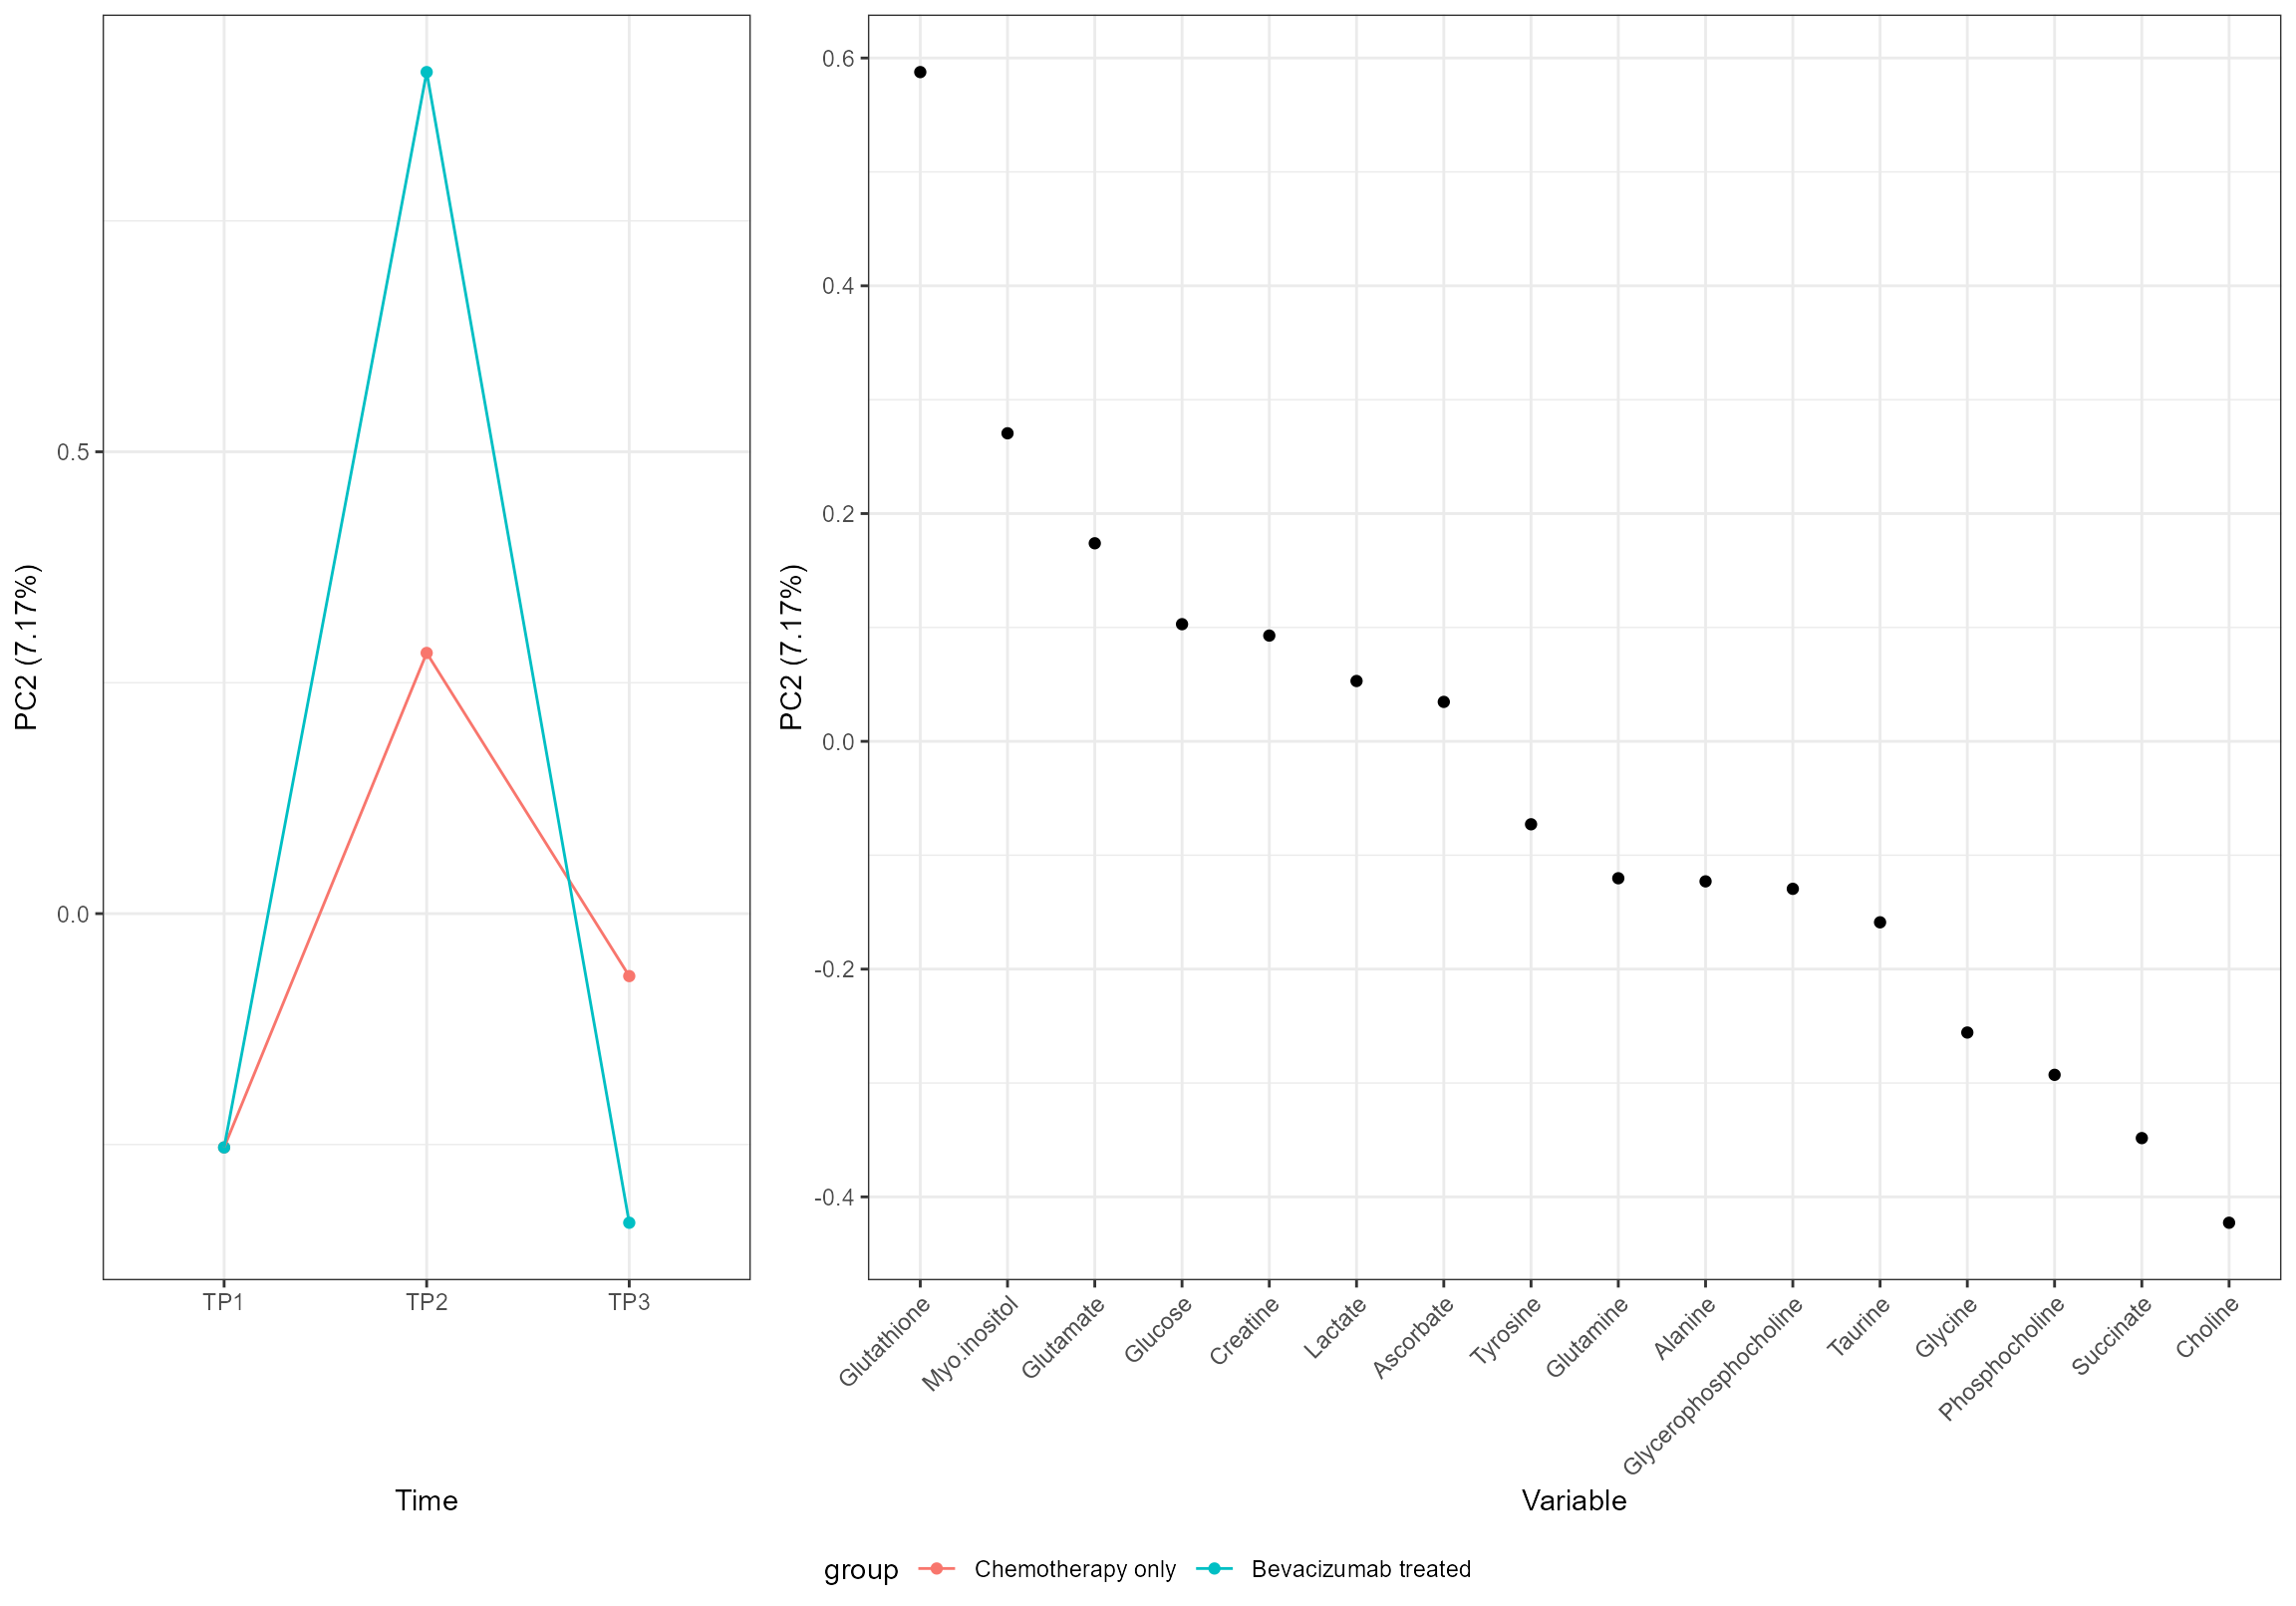 PC2 (7.17%)
0.5
0.0
TP1
TP2
TP3
Time
PC2 (7.17%)
0.6
0.4
0.2
0.0
-0.2
-0.4
Glutathione
Myo.inositol
Glutamate
Glucose
Creatine
Lactate
Ascorbate
Tyrosine
Glutamine
Alanine
Glycerophosphocholine
Taurine
Glycine
Phosphocholine
Succinate
Choline
Variable
group Chemotherapy only Bevacizumab treated